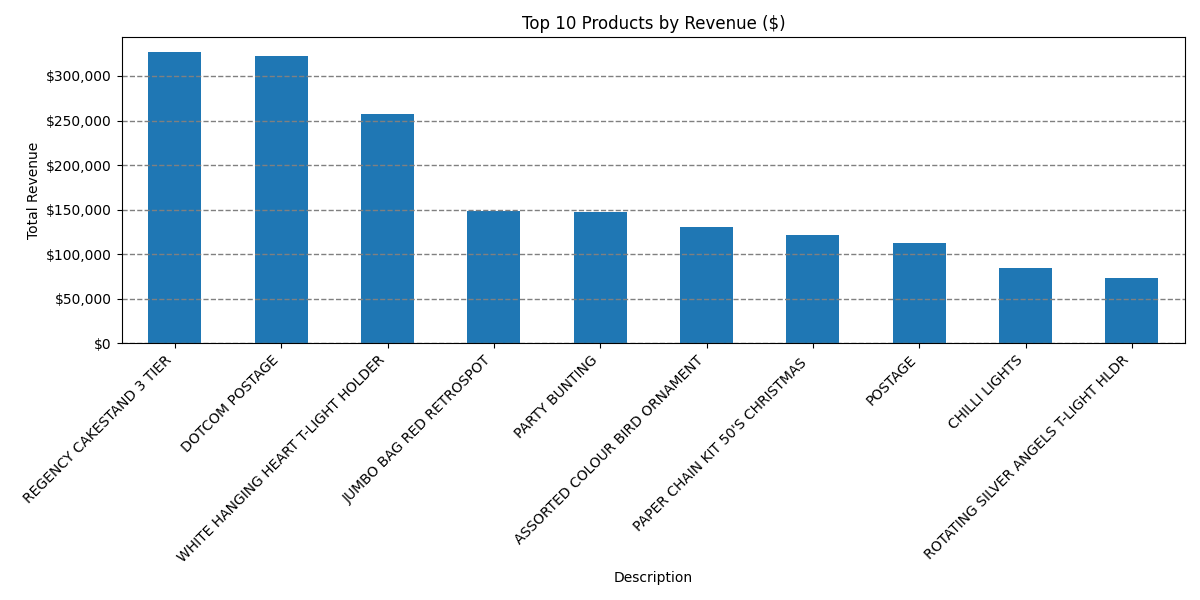 Top 10 Products by Revenue ($)
Total Revenue
$300,000
$250,000
$200,000
$150,000
$100,000
$50,000
$0
REGENCY CAKESTAND 3 TIER
DOTCOM POSTAGE
WHITE HANGING HEART T-LIGHT HOLDER
JUMBO BAG RED RETROSPOT
PARTY BUNTING
ASSORTED COLOUR BIRD ORNAMENT
PAPER CHAIN KIT 50'S CHRISTMAS
POSTAGE
CHILLI LIGHTS
ROTATING SILVER ANGELS T-LIGHT HLDR
Description